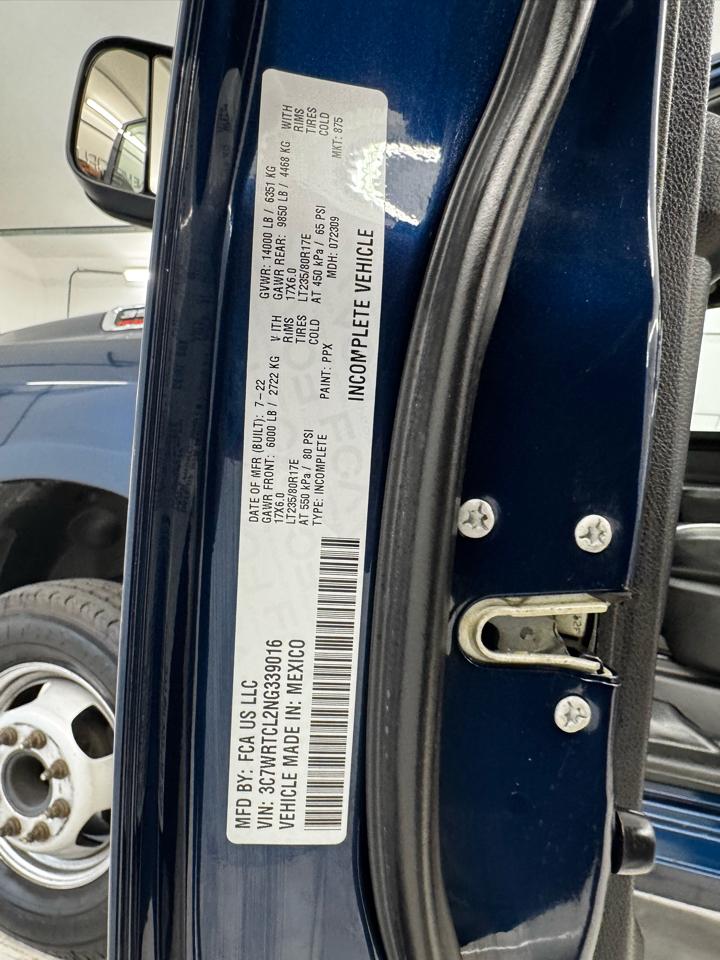 MFD BY: FCA US LLC
VIN: 3C7WRTCL2NG339016
VEHICLE MADE IN: MEXICO
DATE OF MFR (BUILT): 7-22
GAWR FRONT: 6000 LB / 2722 KG WITH
17X6.0 RIMS
LT235/80R17E TIRES
AT 550 kPa / 80 PSI COLD
TYPE: INCOMPLETE
PAINT: PPX
GVWR: 14000 LB / 6351 KG
GAWR REAR: 9850 LB / 4468 KG WITH
17X6.0 RIMS
LT235/80R17E TIRES
AT 450 kPa / 65 PSI COLD
MDH: 072309 MKT: 875
INCOMPLETE VEHICLE